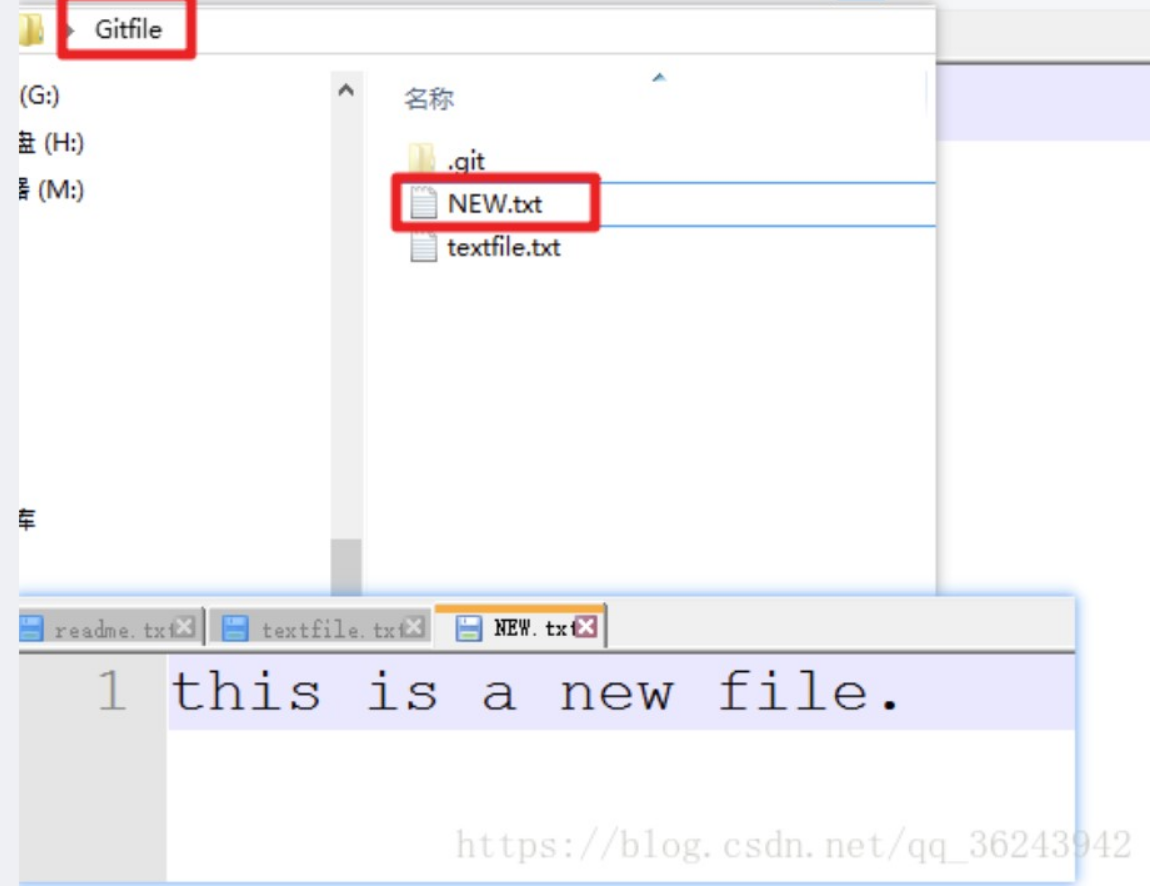 Gitfile
(G:)
盘 (H:)
器 (M:)
库
名称
.git
NEW.txt
textfile.txt
readme.txt
textfile.txt
NEW.txt
1 this is a new file.
https://blog.csdn.net/qq_36243942